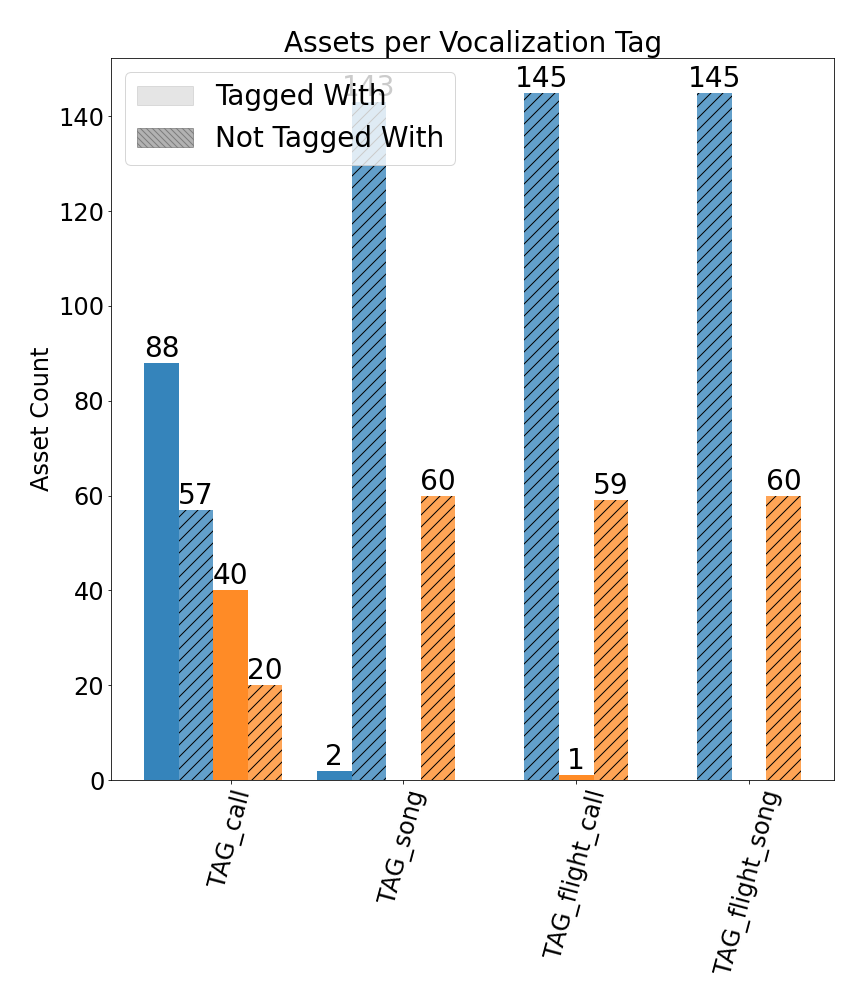 Assets per Vocalization Tag
Tagged With
Not Tagged With
143
145
145
140
120
100
80
60
40
20
0
Asset Count
88
57
40
20
2
60
1
59
60
TAG_call
TAG_song
TAG_flight_call
TAG_flight_song